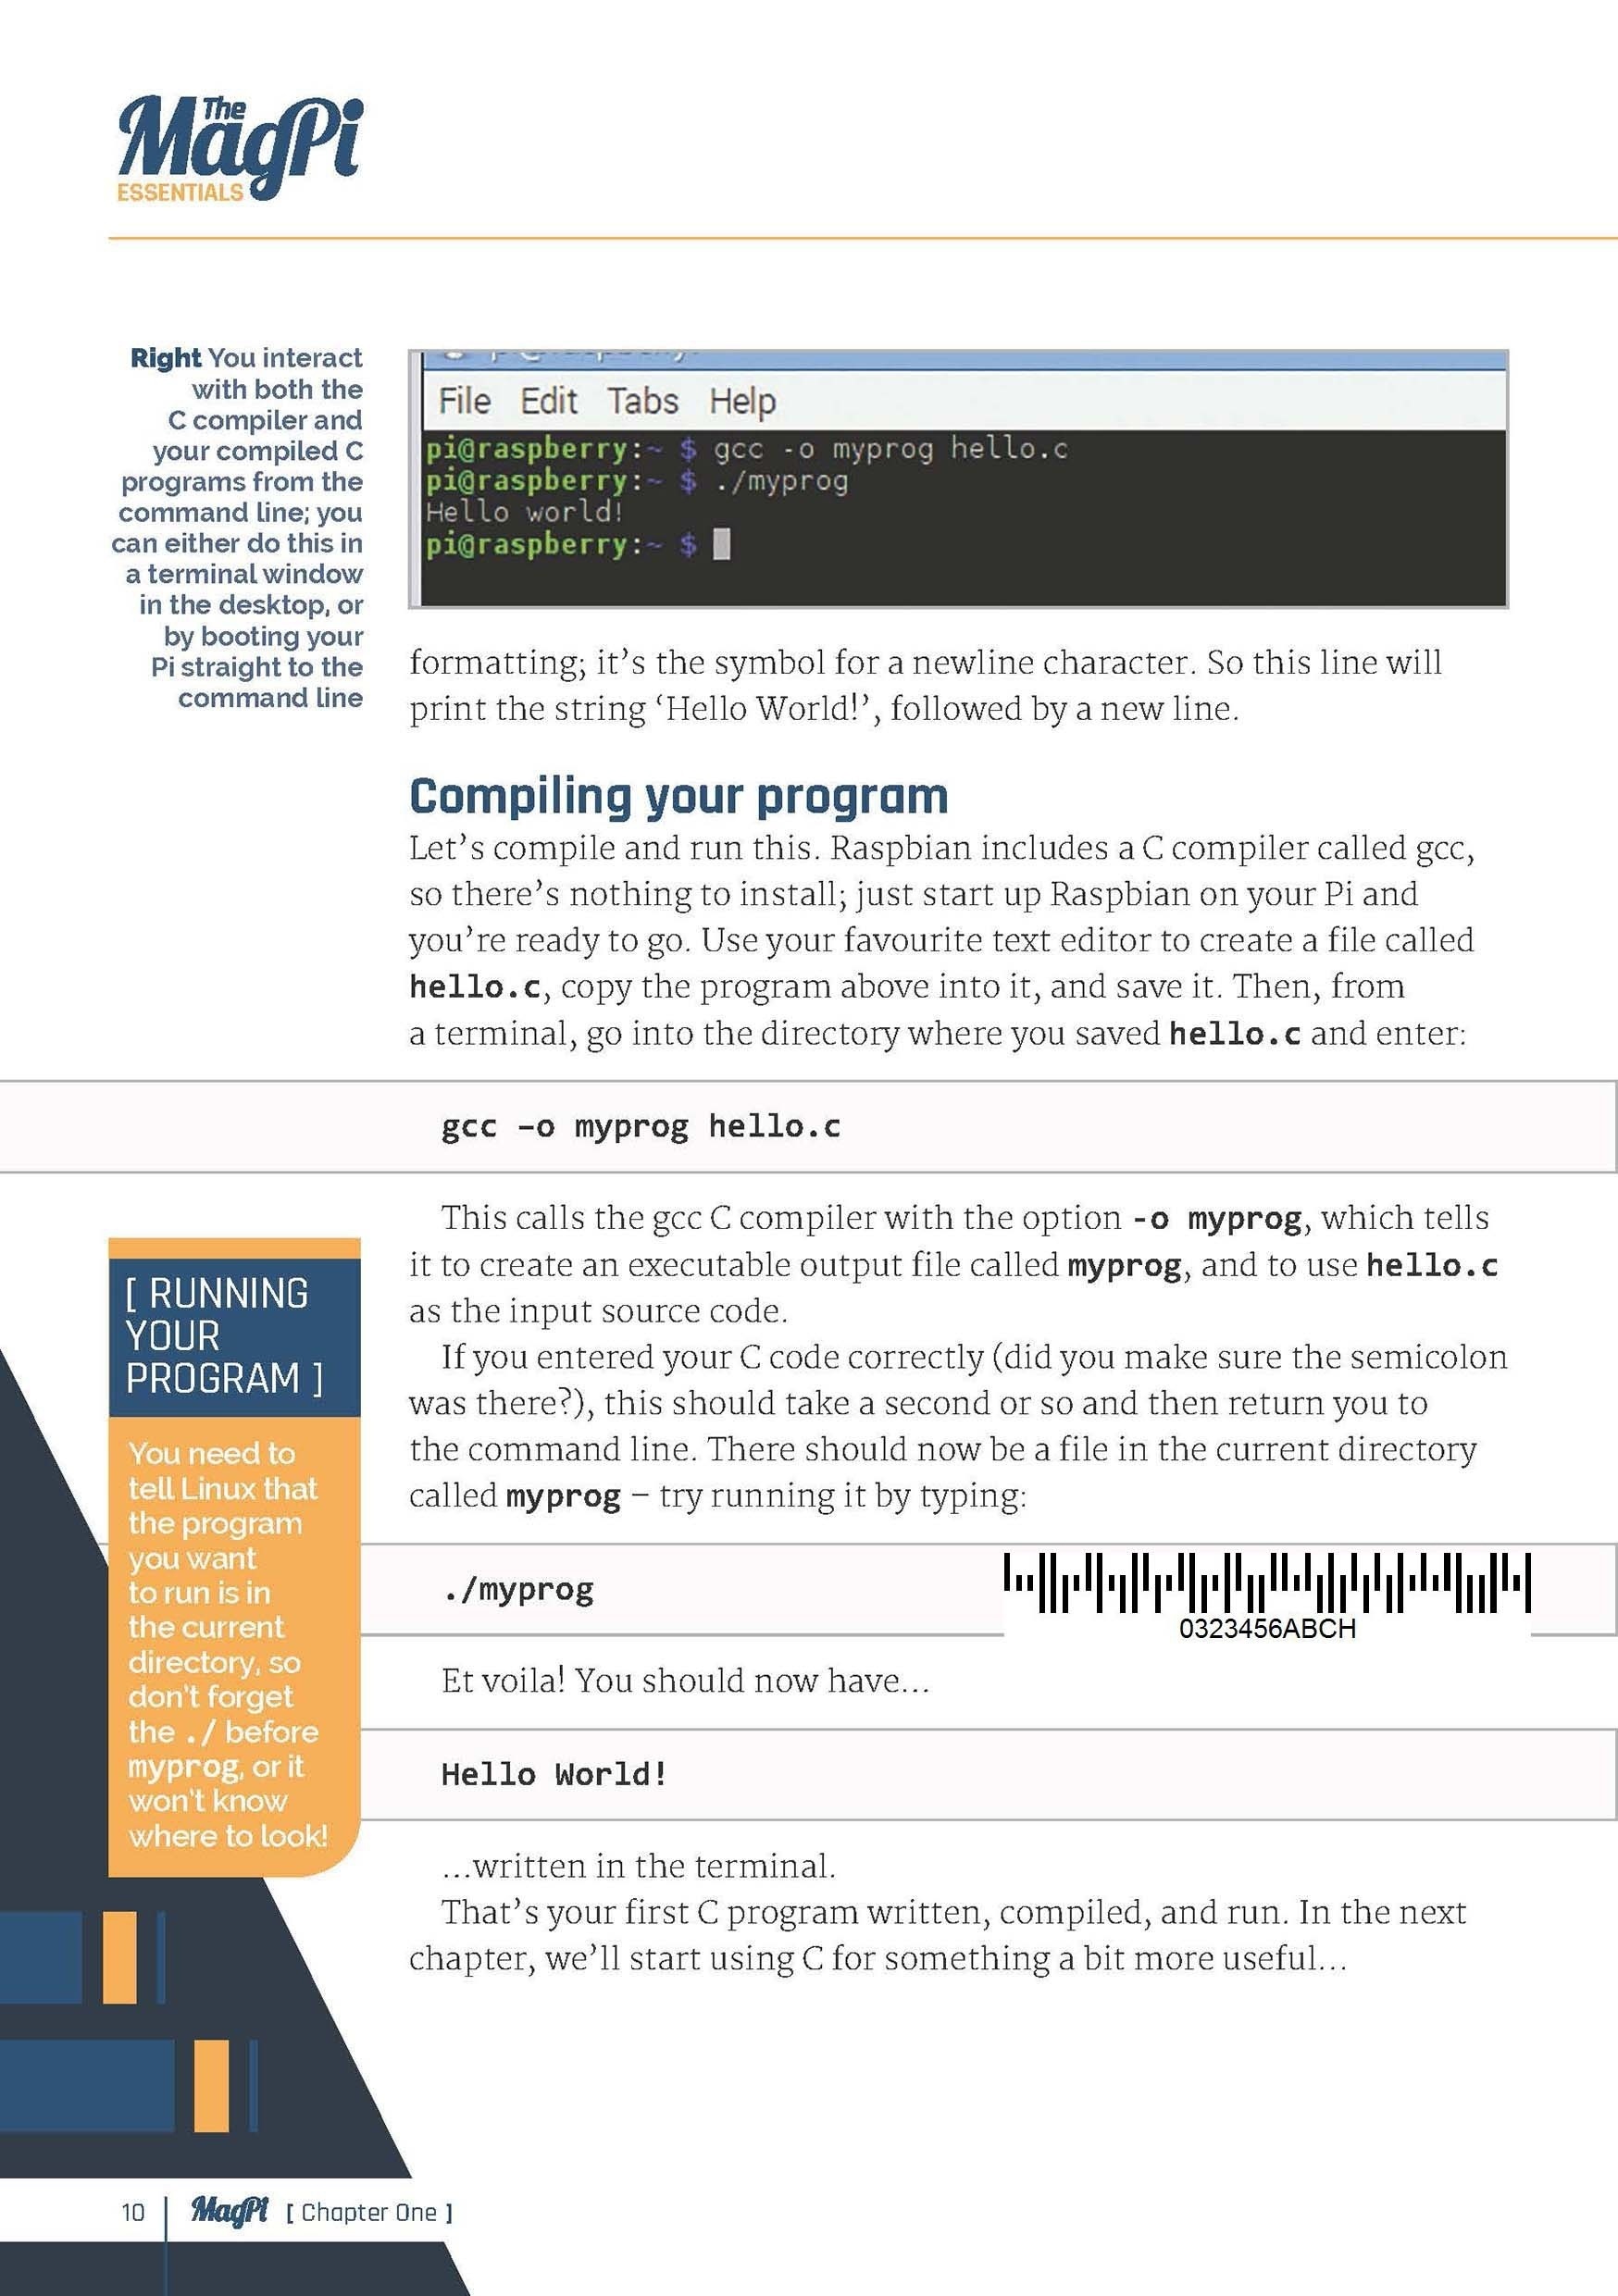 The
MagPi
ESSENTIALS
Right You interact
with both the
C compiler and
your compiled C
programs from the
command line; you
can either do this in
a terminal window
in the desktop, or
by booting your
Pi straight to the
command line
File Edit Tabs Help
pi@raspberry:~ $ gcc -o myprog hello.c
pi@raspberry:~ $ ./myprog
Hello world!
pi@raspberry:~ $
formatting; it’s the symbol for a newline character. So this line will
print the string ‘Hello World!’, followed by a new line.
Compiling your program
Let’s compile and run this. Raspbian includes a C compiler called gcc,
so there’s nothing to install; just start up Raspbian on your Pi and
you’re ready to go. Use your favourite text editor to create a file called
hello.c, copy the program above into it, and save it. Then, from
a terminal, go into the directory where you saved hello.c and enter:
gcc –o myprog hello.c
This calls the gcc C compiler with the option -o myprog, which tells
it to create an executable output file called myprog, and to use hello.c
as the input source code.
If you entered your C code correctly (did you make sure the semicolon
was there?), this should take a second or so and then return you to
the command line. There should now be a file in the current directory
called myprog – try running it by typing:
./myprog
0323456ABCH
Et voila! You should now have…
Hello World!
…written in the terminal.
That’s your first C program written, compiled, and run. In the next
chapter, we’ll start using C for something a bit more useful…
[ RUNNING
YOUR
PROGRAM ]
You need to
tell Linux that
the program
you want
to run is in
the current
directory, so
don’t forget
the ./ before
myprog, or it
won’t know
where to look!
10 MagPi [ Chapter One ]